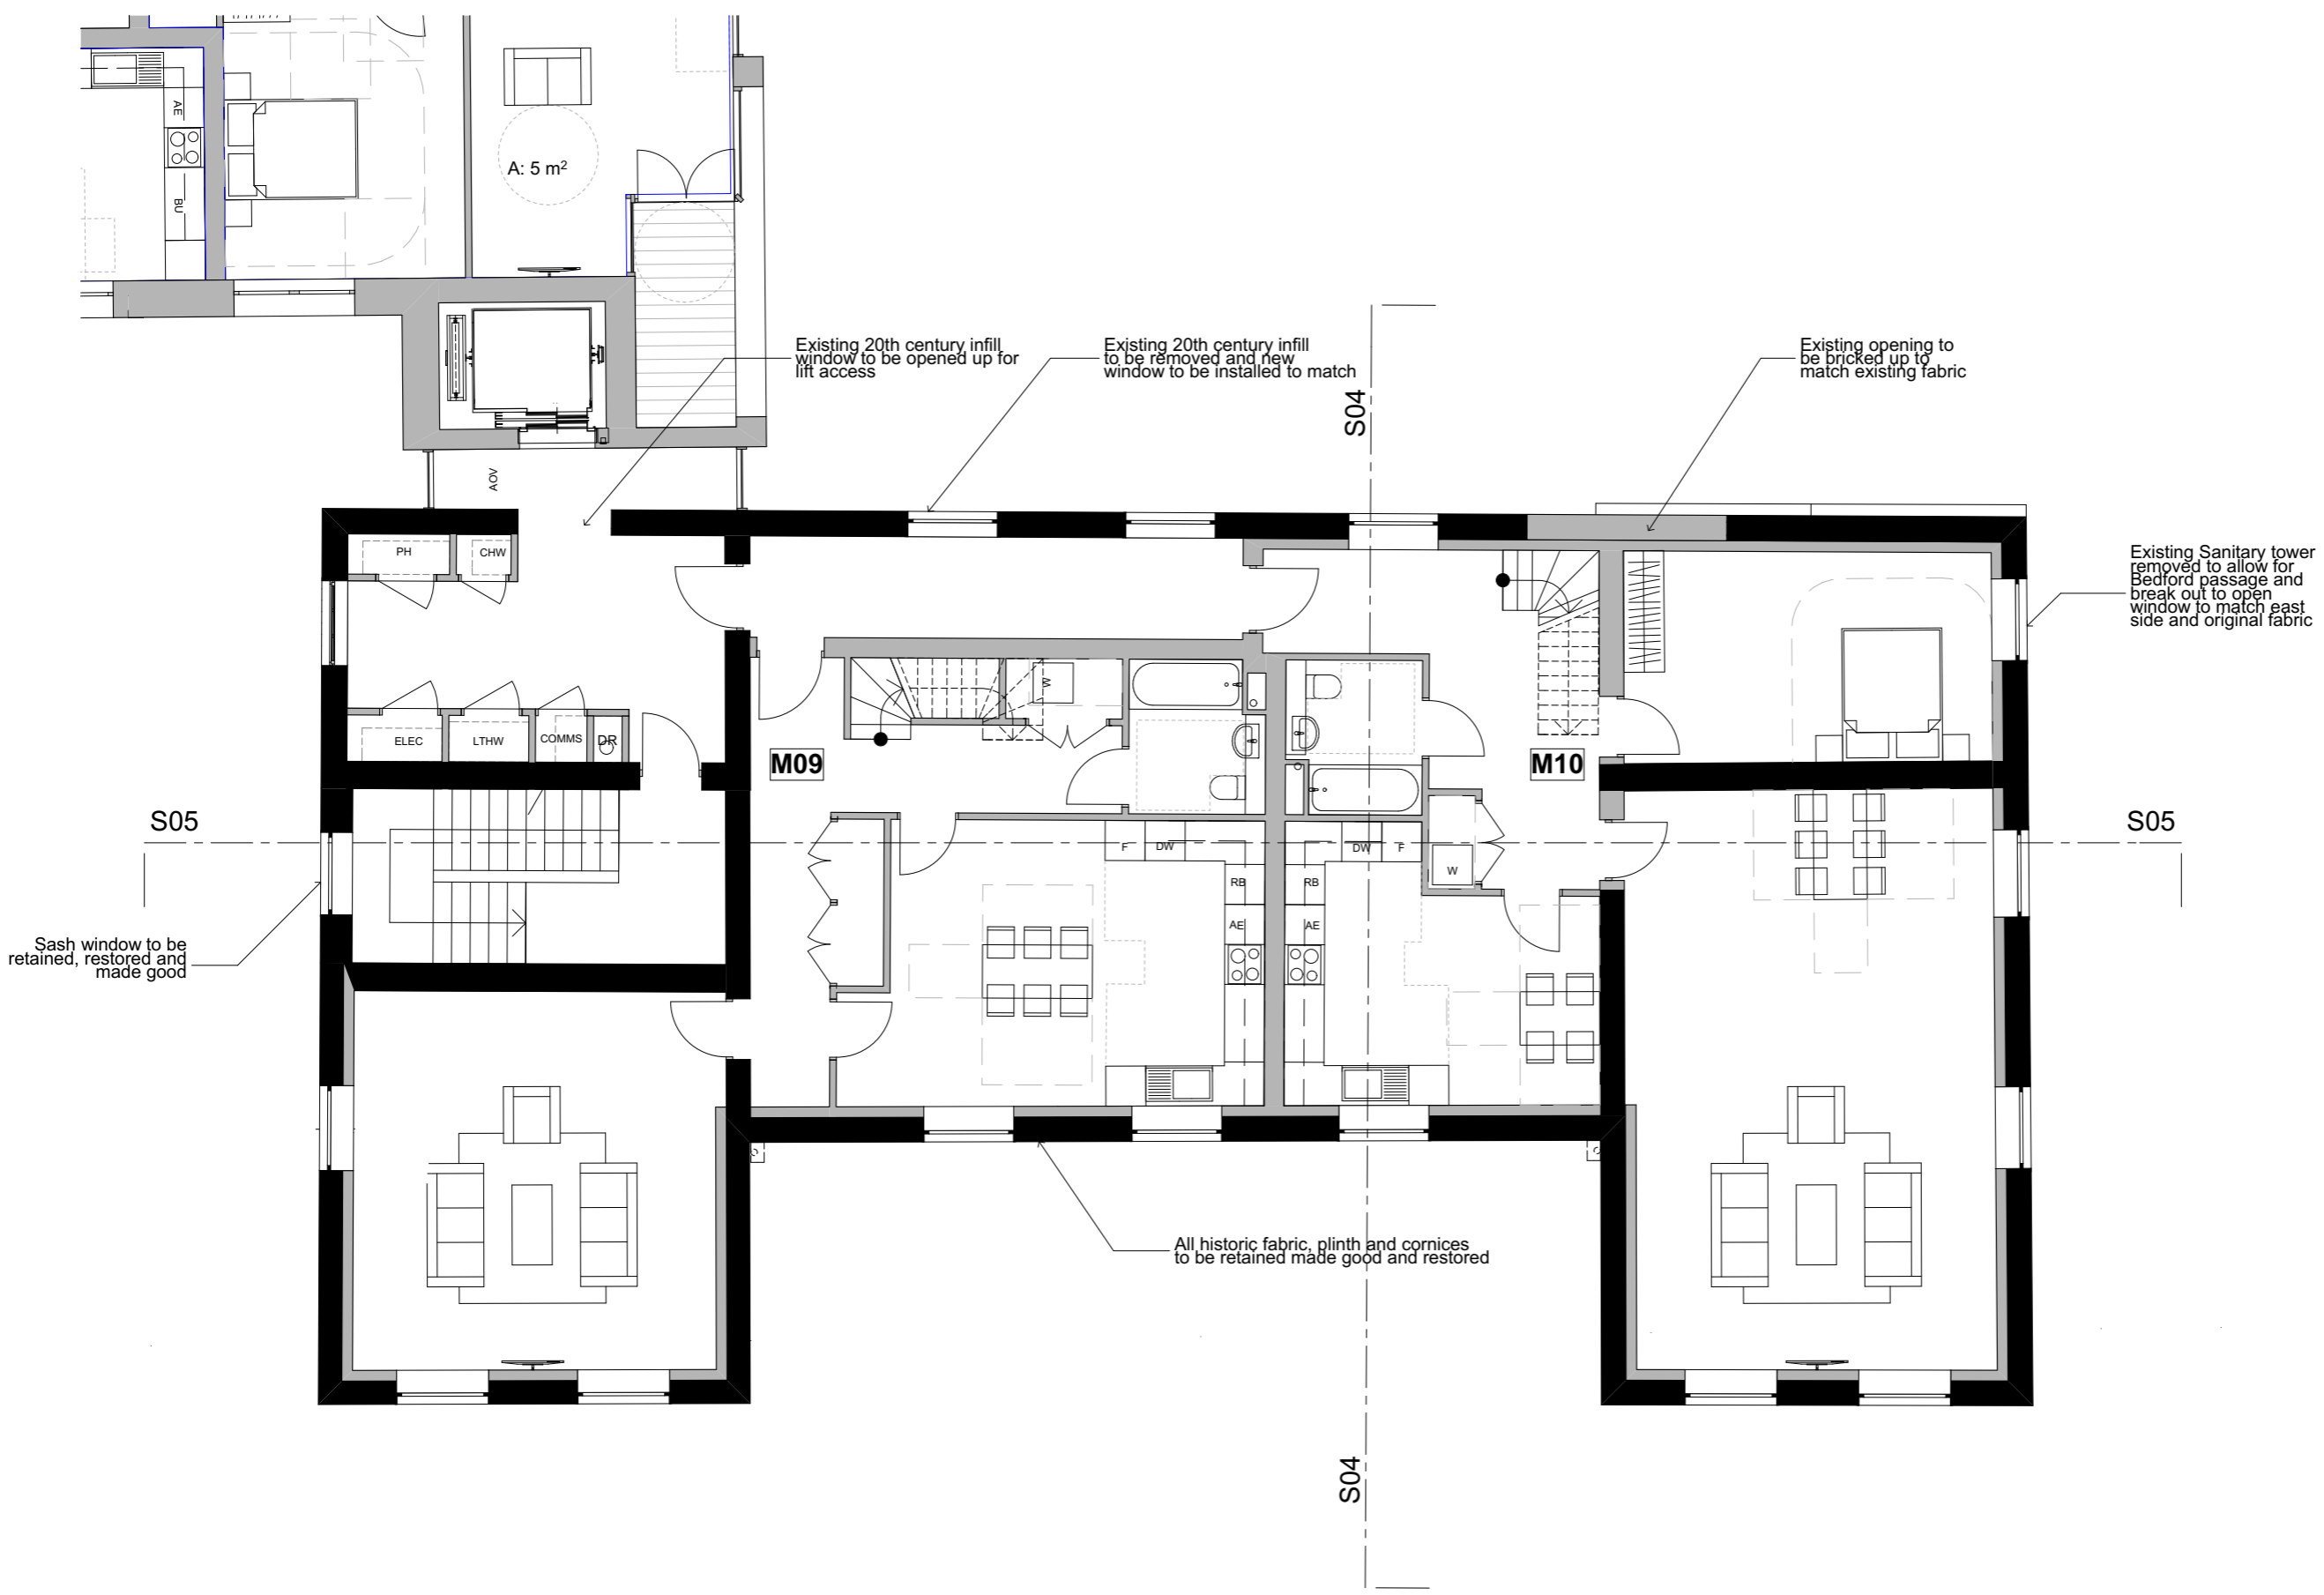 AE
BU
A: 5 m²
Existing 20th century infill
window to be opened up for
lift access
Existing 20th century infill
to be removed and new
window to be installed to match
Existing opening to
be bricked up to
match existing fabric
S04
AOV
PH
CHW
Existing Sanitary tower
removed to allow for
Bedford passage and
break out to open
window to match east
side and original fabric
W
ELEC
LTHW
COMMS
DR
M09
M10
S05
S05
F
DW
DW
F
W
RB
RB
AE
AE
Sash window to be
retained, restored and
made good
All historic fabric, plinth and cornices
to be retained made good and restored
S04